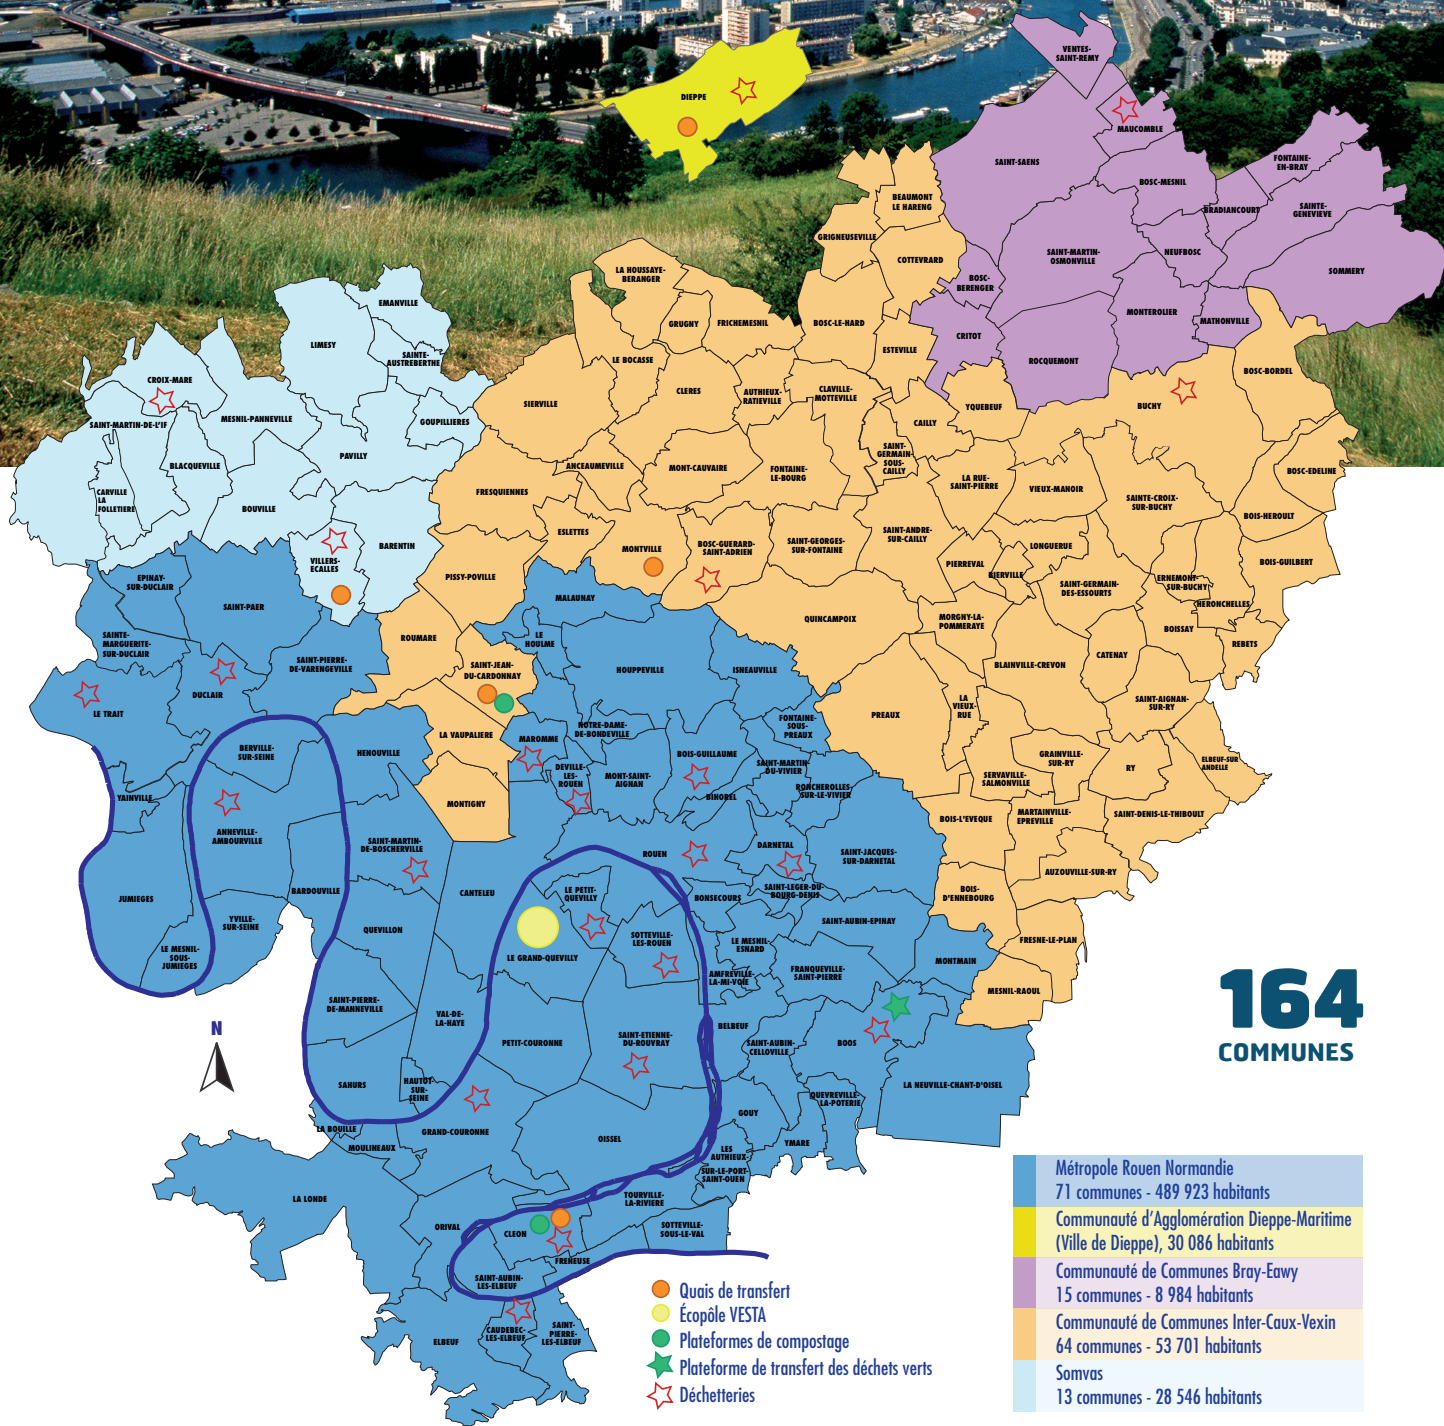 VENTES-
SAINT-REMY
DIEPPE
MAUCOMBLE
SAINT-SAENS
FONTAINE-
EN-BRAY
BOSC-MESNIL
BEAUMONT
LE HARENG
BRADIANCOURT
SAINTE-
GENEVIEVE
GRIGNEUSEVILLE
COTTEVRARD
SAINT-MARTIN-
OSMONVILLE
NEUFBOSC
SOMMERY
LA HOUSSAYE-
BERANGER
BOSC-
BERENGER
EMANVILLE
MONTEROLIER
MATHONVILLE
GRUGNY
FRICHEMESNIL
BOSC-LE-HARD
CRITOT
LIMESY
ESTEVILLE
SAINTE-
AUSTREBERTHE
LE BOCASSE
ROCQUEMONT
BOSC-BORDEL
CROIX-MARE
CLERES
AUTHIEUX-
RATIEVILLE
CLAVILLE-
MOTTEVILLE
SIERVILLE
YQUEBEUF
BUCHY
MESNIL-PANNEVILLE
GOUPILLIERES
CAILLY
SAINT-MARTIN-DE-L'IF
PAVILLY
SAINT-
GERMAIN-
SOUS-
CAILLY
BLACQUEVILLE
ANCEAUMEVILLE
MONT-CAUVAIRE
FONTAINE-
LE-BOURG
BOSC-EDELINE
LA RUE-
SAINT-PIERRE
VIEUX-MANOIR
CARVILLE
LA
FOLLETIERE
FRESQUIENNES
SAINTE-CROIX-
SUR-BUCHY
BOUVILLE
BOIS-HEROULT
ESLETTES
SAINT-ANDRE-
SUR-CAILLY
BARENTIN
MONTVILLE
BOSC-GUERARD-
SAINT-ADRIEN
SAINT-GEORGES-
SUR-FONTAINE
LONGUERUE
VILLERS-
ECALLES
PIERREVAL
BIERVILLE
BOIS-GUILBERT
PISSY-POVILLE
SAINT-GERMAIN-
DES-ESSOURTS
ERNEMONT-
SUR-BUCHY
EPINAY-
SUR-DUCLAIR
MALAUNAY
SAINT-PAER
HERONCHELLES
QUINCAMPOIX
MORGNY-LA-
POMMERAYE
BOISSAY
ROUMARE
LE
HOULME
REBETS
SAINTE-
MARGUERITE-
SUR-DUCLAIR
CATENAY
SAINT-PIERRE-
DE-VARENGEVILLE
SAINT-JEAN-
DU-CARDONNAY
HOUPPEVILLE
ISNEAUVILLE
BLAINVILLE-CREVON
DUCLAIR
LA
VIEUX-
RUE
SAINT-AIGNAN-
SUR-RY
LE TRAIT
PREAUX
FONTAINE-
SOUS-
PREAUX
NOTRE-DAME-
DE-BONDEVILLE
LA VAUPALIERE
MAROMME
BERVILLE-
SUR-SEINE
HENOUVILLE
BOIS-GUILLAUME
GRAINVILLE-
SUR-RY
RY
ELBEUF-SUR
ANDELLE
DEVILLE-
LES-
ROUEN
MONT-SAINT-
AIGNAN
SAINT-MARTIN-
DU-VIVIER
SERVAVILLE-
SALMONVILLE
YAINVILLE
BIHOREL
RONCHEROLLES-
SUR-LE-VIVIER
MONTIGNY
BOIS-L'EVEQUE
MARTAINVILLE-
EPREVILLE
SAINT-DENIS-LE-THIBOULT
ANNEVILLE-
AMBOURVILLE
SAINT-MARTIN-
DE-BOSCHERVILLE
DARNETAL
ROUEN
SAINT-JACQUES-
SUR-DARNETAL
AUZOUVILLE-SUR-RY
BARDOUVILLE
CANTELEU
LE PETIT-
QUEVILLY
SAINT-LEGER-DU-
BOURG-DENIS
BOIS-
D'ENNEBOURG
JUMIEGES
BONSECOURS
YVILLE-
SUR-SEINE
QUEVILLON
SAINT-AUBIN-EPINAY
SOTTEVILLE-
LES-ROUEN
LE MESNIL-
ESNARD
FRESNE-LE-PLAN
LE MESNIL-
SOUS-
JUMIEGES
LE GRAND-QUEVILLY
MONTMAIN
FRANQUEVILLE-
SAINT-PIERRE
AMFREVILLE-
LA-MI-VOIE
MESNIL-RAOUL
SAINT-PIERRE-
DE-MANNEVILLE
164
COMMUNES
VAL-DE-
LA-HAYE
BELBEUF
N
PETIT-COURONNE
SAINT-ETIENNE-
DU-ROUVRAY
SAINT-AUBIN-
CELLOVILLE
BOOS
SAHURS
HAUTOT-
SUR-
SEINE
LA NEUVILLE-CHANT-D'OISEL
QUEVREVILLE-
LA-POTERIE
GOUY
LA BOUILLE
GRAND-COURONNE
OISSEL
YMARE
MOULINEAUX
LES
AUTHIEUX-
SUR-LE-PORT-
SAINT-OUEN
LA LONDE
TOURVILLE-
LA-RIVIERE
ORIVAL
CLEON
SOTTEVILLE-
SOUS-LE-VAL
FRENEUSE
SAINT-AUBIN-
LES-ELBEUF
ELBEUF
CAUDEBEC-
LES-ELBEUF
SAINT-
PIERRE-
LES-ELBEUF
Quais de transfert
Écopôle VESTA
Plateformes de compostage
Plateforme de transfert des déchets verts
Déchetteries
Métropole Rouen Normandie
71 communes - 489 923 habitants
Communauté d'Agglomération Dieppe-Maritime
(Ville de Dieppe), 30 086 habitants
Communauté de Communes Bray-Eawy
15 communes - 8 984 habitants
Communauté de Communes Inter-Caux-Vexin
64 communes - 53 701 habitants
Somvas
13 communes - 28 546 habitants